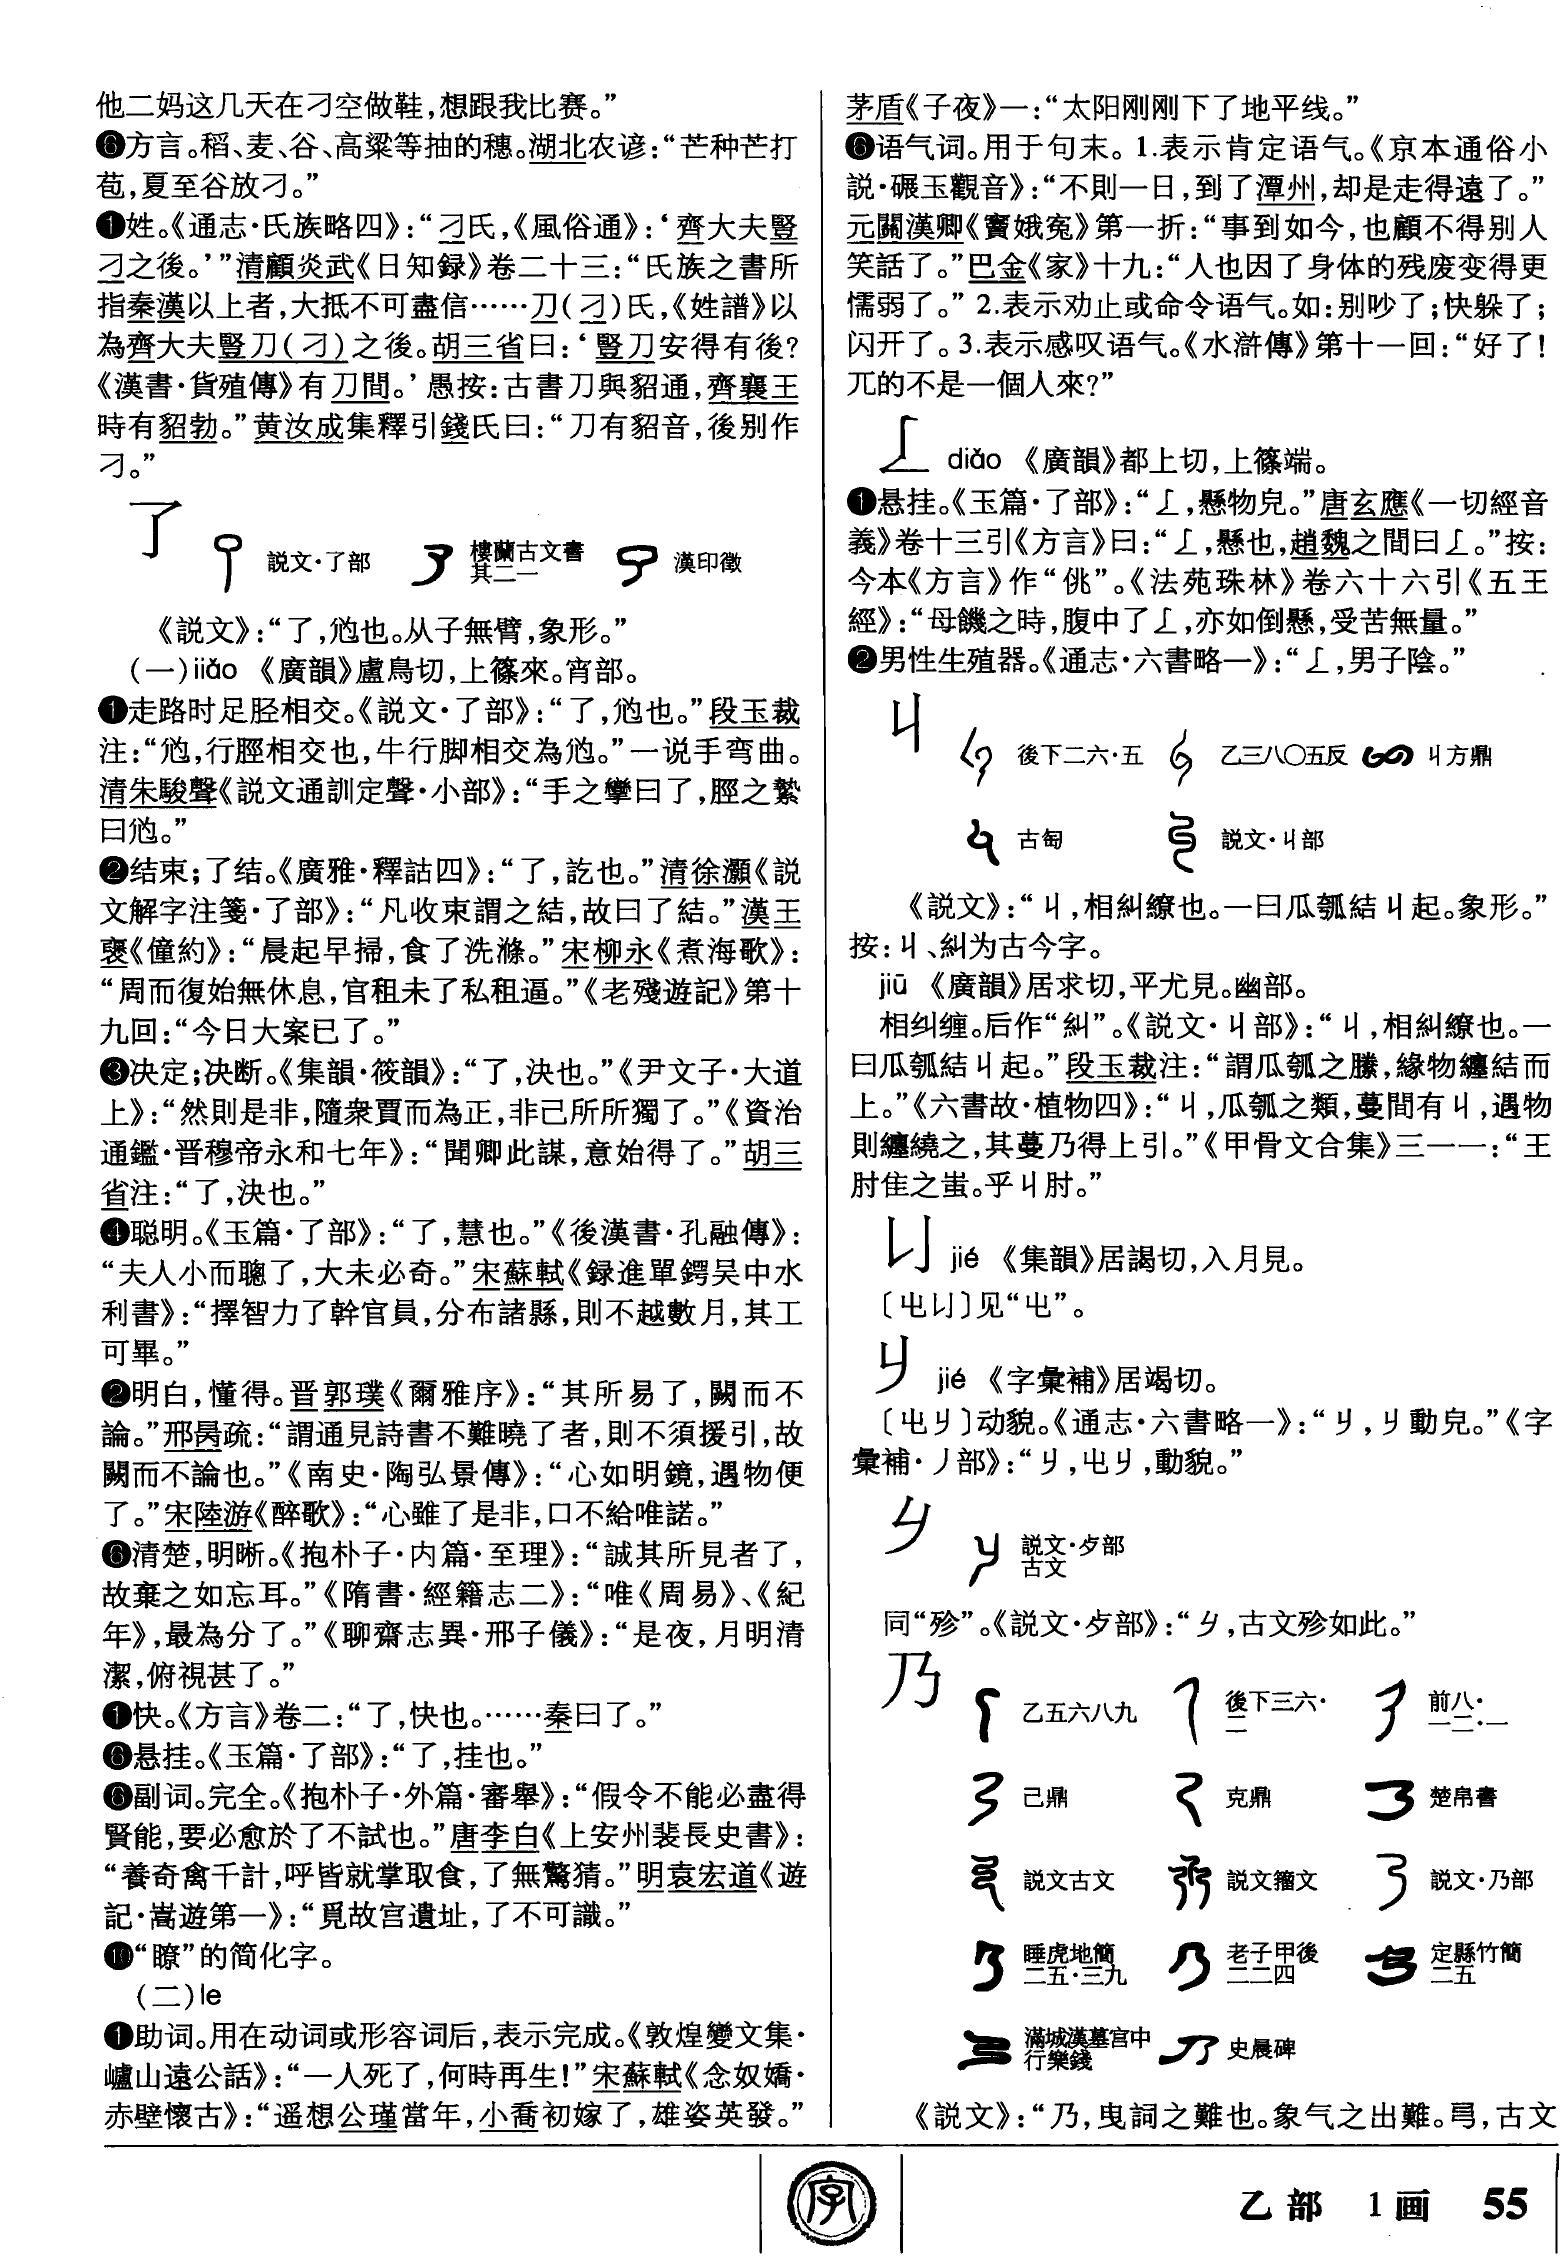 他二妈这几天在刁空做鞋，想跟我比赛。”
❻方言。稻、麦、谷、高粱等抽的穗。湖北农谚：“芒种芒打
苞，夏至谷放刁。”
❶姓。《通志·氏族略四》：“刁氏，《風俗通》：‘齊大夫豎
刁之後。’”清顧炎武《日知録》卷二十三：“氏族之書所
指秦漢以上者，大抵不可盡信……刀(刁)氏，《姓譜》以
為齊大夫豎刀(刁)之後。胡三省曰：‘豎刀安得有後？
《漢書·貨殖傳》有刀間。’愚按：古書刀與貂通，齊襄王
時有貂勃。”黄汝成集釋引錢氏曰：“刀有貂音，後别作
刁。”
了 説文·了部 樓蘭古文書其二一 漢印徵
《説文》：“了，尥也。从子無臂，象形。”
(一)liǎo 《廣韻》盧鳥切，上篠來。宵部。
❶走路时足胫相交。《説文·了部》：“了，尥也。”段玉裁
注：“尥，行脛相交也，牛行脚相交為尥。”一说手弯曲。
清朱駿聲《説文通訓定聲·小部》：“手之攣曰了，脛之縶
曰尥。”
❷结束；了结。《廣雅·釋詁四》：“了，訖也。”清徐灝《説
文解字注箋·了部》：“凡收束謂之結，故曰了結。”漢王
褒《僮約》：“晨起早掃，食了洗滌。”宋柳永《煮海歌》：
“周而復始無休息，官租未了私租逼。”《老殘遊記》第十
九回：“今日大案已了。”
❸决定；决断。《集韻·筱韻》：“了，決也。”《尹文子·大道
上》：“然則是非，隨衆賈而為正，非己所所獨了。”《資治
通鑑·晋穆帝永和七年》：“聞卿此謀，意始得了。”胡三
省注：“了，決也。”
❹聪明。《玉篇·了部》：“了，慧也。”《後漢書·孔融傳》：
“夫人小而聰了，大未必奇。”宋蘇軾《録進單鍔吴中水
利書》：“擇智力了幹官員，分布諸縣，則不越數月，其工
可畢。”
❷明白，懂得。晋郭璞《爾雅序》：“其所易了，闕而不
論。”邢昺疏：“謂通見詩書不難曉了者，則不須援引，故
闕而不論也。”《南史·陶弘景傳》：“心如明鏡，遇物便
了。”宋陸游《醉歌》：“心雖了是非，口不給唯諾。”
❻清楚，明晰。《抱朴子·内篇·至理》：“誠其所見者了，
故棄之如忘耳。”《隋書·經籍志二》：“唯《周易》、《紀
年》，最為分了。”《聊齋志異·邢子儀》：“是夜，月明清
潔，俯視甚了。”
❶快。《方言》卷二：“了，快也。……秦曰了。”
❻悬挂。《玉篇·了部》：“了，挂也。”
❻副词。完全。《抱朴子·外篇·審舉》：“假令不能必盡得
賢能，要必愈於了不試也。”唐李白《上安州裴長史書》：
“養奇禽千計，呼皆就掌取食，了無驚猜。”明袁宏道《遊
記·嵩遊第一》：“覓故宫遺址，了不可識。”
❿“瞭”的简化字。
(二)le
❶助词。用在动词或形容词后，表示完成。《敦煌變文集·
廬山遠公話》：“一人死了，何時再生！”宋蘇軾《念奴嬌·
赤壁懷古》：“遥想公瑾當年，小喬初嫁了，雄姿英發。”
茅盾《子夜》一：“太阳刚刚下了地平线。”
❻语气词。用于句末。1.表示肯定语气。《京本通俗小
説·碾玉觀音》：“不則一日，到了潭州，却是走得遠了。”
元關漢卿《竇娥寃》第一折：“事到如今，也顧不得别人
笑話了。”巴金《家》十九：“人也因了身体的残废变得更
懦弱了。”2.表示劝止或命令语气。如：别吵了；快躲了；
闪开了。3.表示感叹语气。《水滸傳》第十一回：“好了！
兀的不是一個人來？”
𠄏 diǎo 《廣韻》都上切，上篠端。
❶悬挂。《玉篇·了部》：“𠄏，懸物皃。”唐玄應《一切經音
義》卷十三引《方言》曰：“𠄏，懸也，趙魏之間曰𠄏。”按：
今本《方言》作“佻”。《法苑珠林》卷六十六引《五王
經》：“母饑之時，腹中了𠄏，亦如倒懸，受苦無量。”
❷男性生殖器。《通志·六書略一》：“𠄏，男子陰。”
丩 後下二六·五 乙三八〇五反 丩方鼎
古匋 説文·丩部
《説文》：“丩，相糾繚也。一曰瓜瓠結丩起。象形。”
按：丩、糾为古今字。
jiū 《廣韻》居求切，平尤見。幽部。
相纠缠。后作“糾”。《説文·丩部》：“丩，相糾繚也。一
曰瓜瓠結丩起。”段玉裁注：“謂瓜瓠之縢，緣物纏結而
上。”《六書故·植物四》：“丩，瓜瓠之類，蔓間有丩，遇物
則纏繞之，其蔓乃得上引。”《甲骨文合集》三一一：“王
肘隹之蚩。乎丩肘。”
jié 《集韻》居謁切，入月見。
见“屯”。
jié 《字彙補》居竭切。
动貌。《通志·六書略一》：動皃。”《字
彙補·丿部》：動貌。”
説文·歺部古文
同“殄”。《説文·歺部》：古文殄如此。”
乃 乙五六八九 後下三六·二 前八·一二·一
己鼎 克鼎 楚帛書
説文古文 説文籀文 説文·乃部
睡虎地簡二五·三九 老子甲後二二四 定縣竹簡二五
滿城漢墓宫中行樂錢 史晨碑
《説文》：“乃，曳詞之難也。象气之出難。弓，古文
字
乙部 1画 55